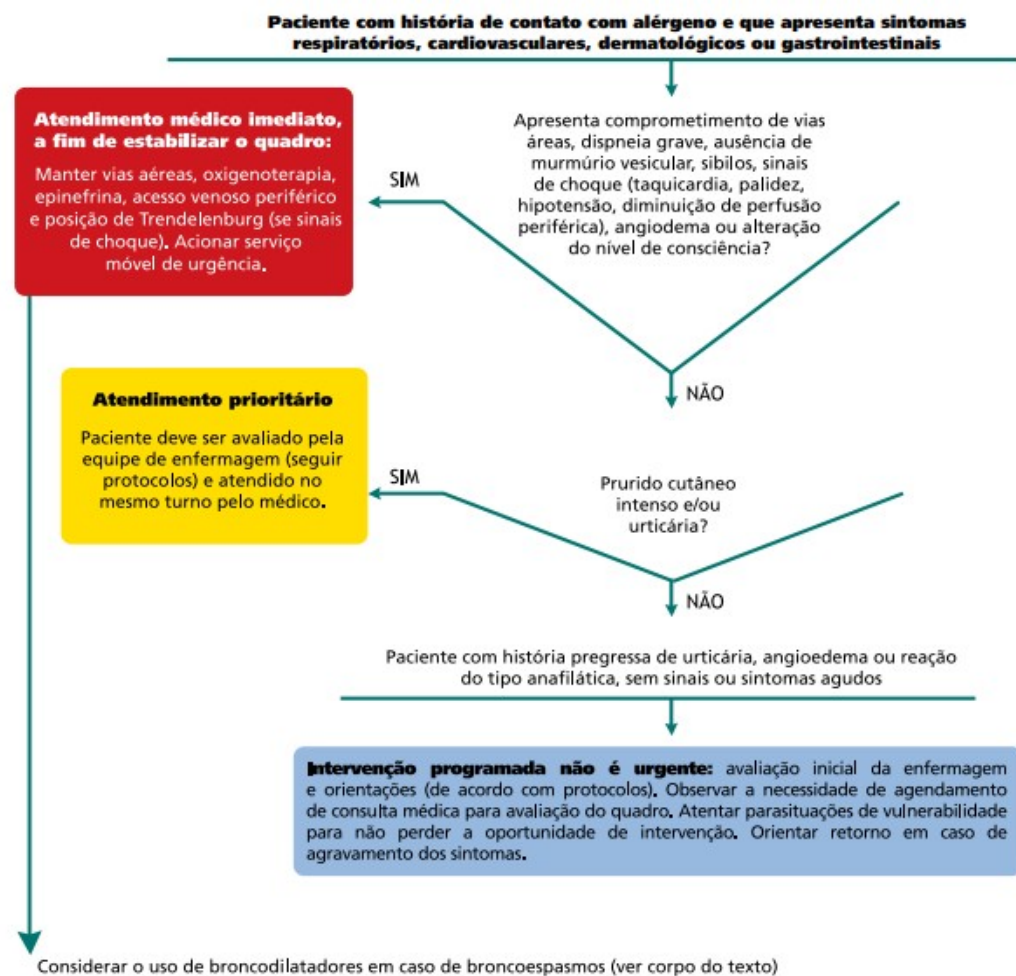 Paciente com história de contato com alérgeno e que apresenta sintomas
respiratórios, cardiovasculares, dermatológicos ou gastrointestinais
Atendimento médico imediato,
a fim de estabilizar o quadro:
Manter vias aéreas, oxigenoterapia,
epinefrina, acesso venoso periférico
e posição de Trendelenburg (se sinais
de choque). Acionar serviço
móvel de urgência.
SIM
Apresenta comprometimento de vias
áreas, dispneia grave, ausência de
murmúrio vesicular, sibilos, sinais
de choque (taquicardia, palidez,
hipotensão, diminuição de perfusão
periférica), angiodema ou alteração
do nível de consciência?
NÃO
Atendimento prioritário
Paciente deve ser avaliado pela
equipe de enfermagem (seguir
protocolos) e atendido no
mesmo turno pelo médico.
SIM
Prurido cutâneo
intenso e/ou
urticária?
NÃO
Paciente com história pregressa de urticária, angioedema ou reação
do tipo anafilática, sem sinais ou sintomas agudos
Intervenção programada não é urgente: avaliação inicial da enfermagem
e orientações (de acordo com protocolos). Observar a necessidade de agendamento
de consulta médica para avaliação do quadro. Atentar parasituações de vulnerabilidade
para não perder a oportunidade de intervenção. Orientar retorno em caso de
agravamento dos sintomas.
Considerar o uso de broncodilatadores em caso de broncoespasmos (ver corpo do texto)